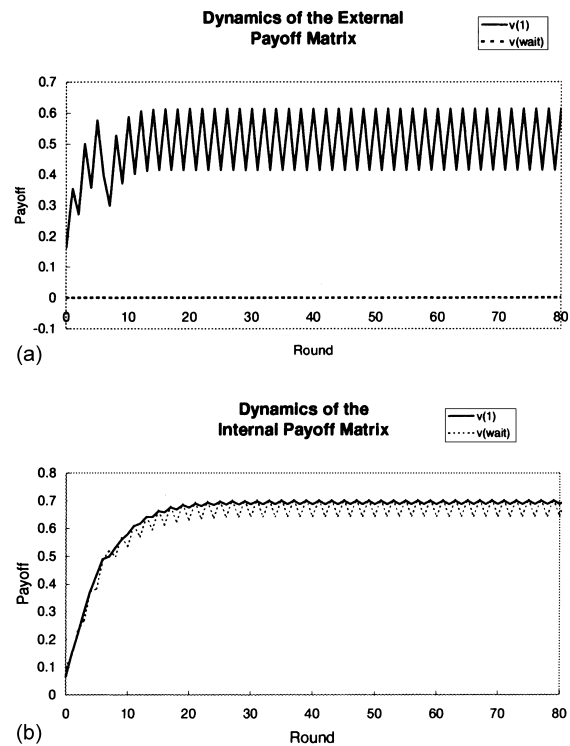 Dynamics of the External
Payoff Matrix
v(1)
v(wait)
0.7
0.6
0.5
0.4
0.3
0.2
0.1
0
-0.1
Payoff
0 10 20 30 40 50 60 70 80
Round
(a)
Dynamics of the
Internal Payoff Matrix
v(1)
v(wait)
0.8
0.7
0.6
0.5
0.4
0.3
0.2
0.1
0
Payoff
0 10 20 30 40 50 60 70 80
Round
(b)